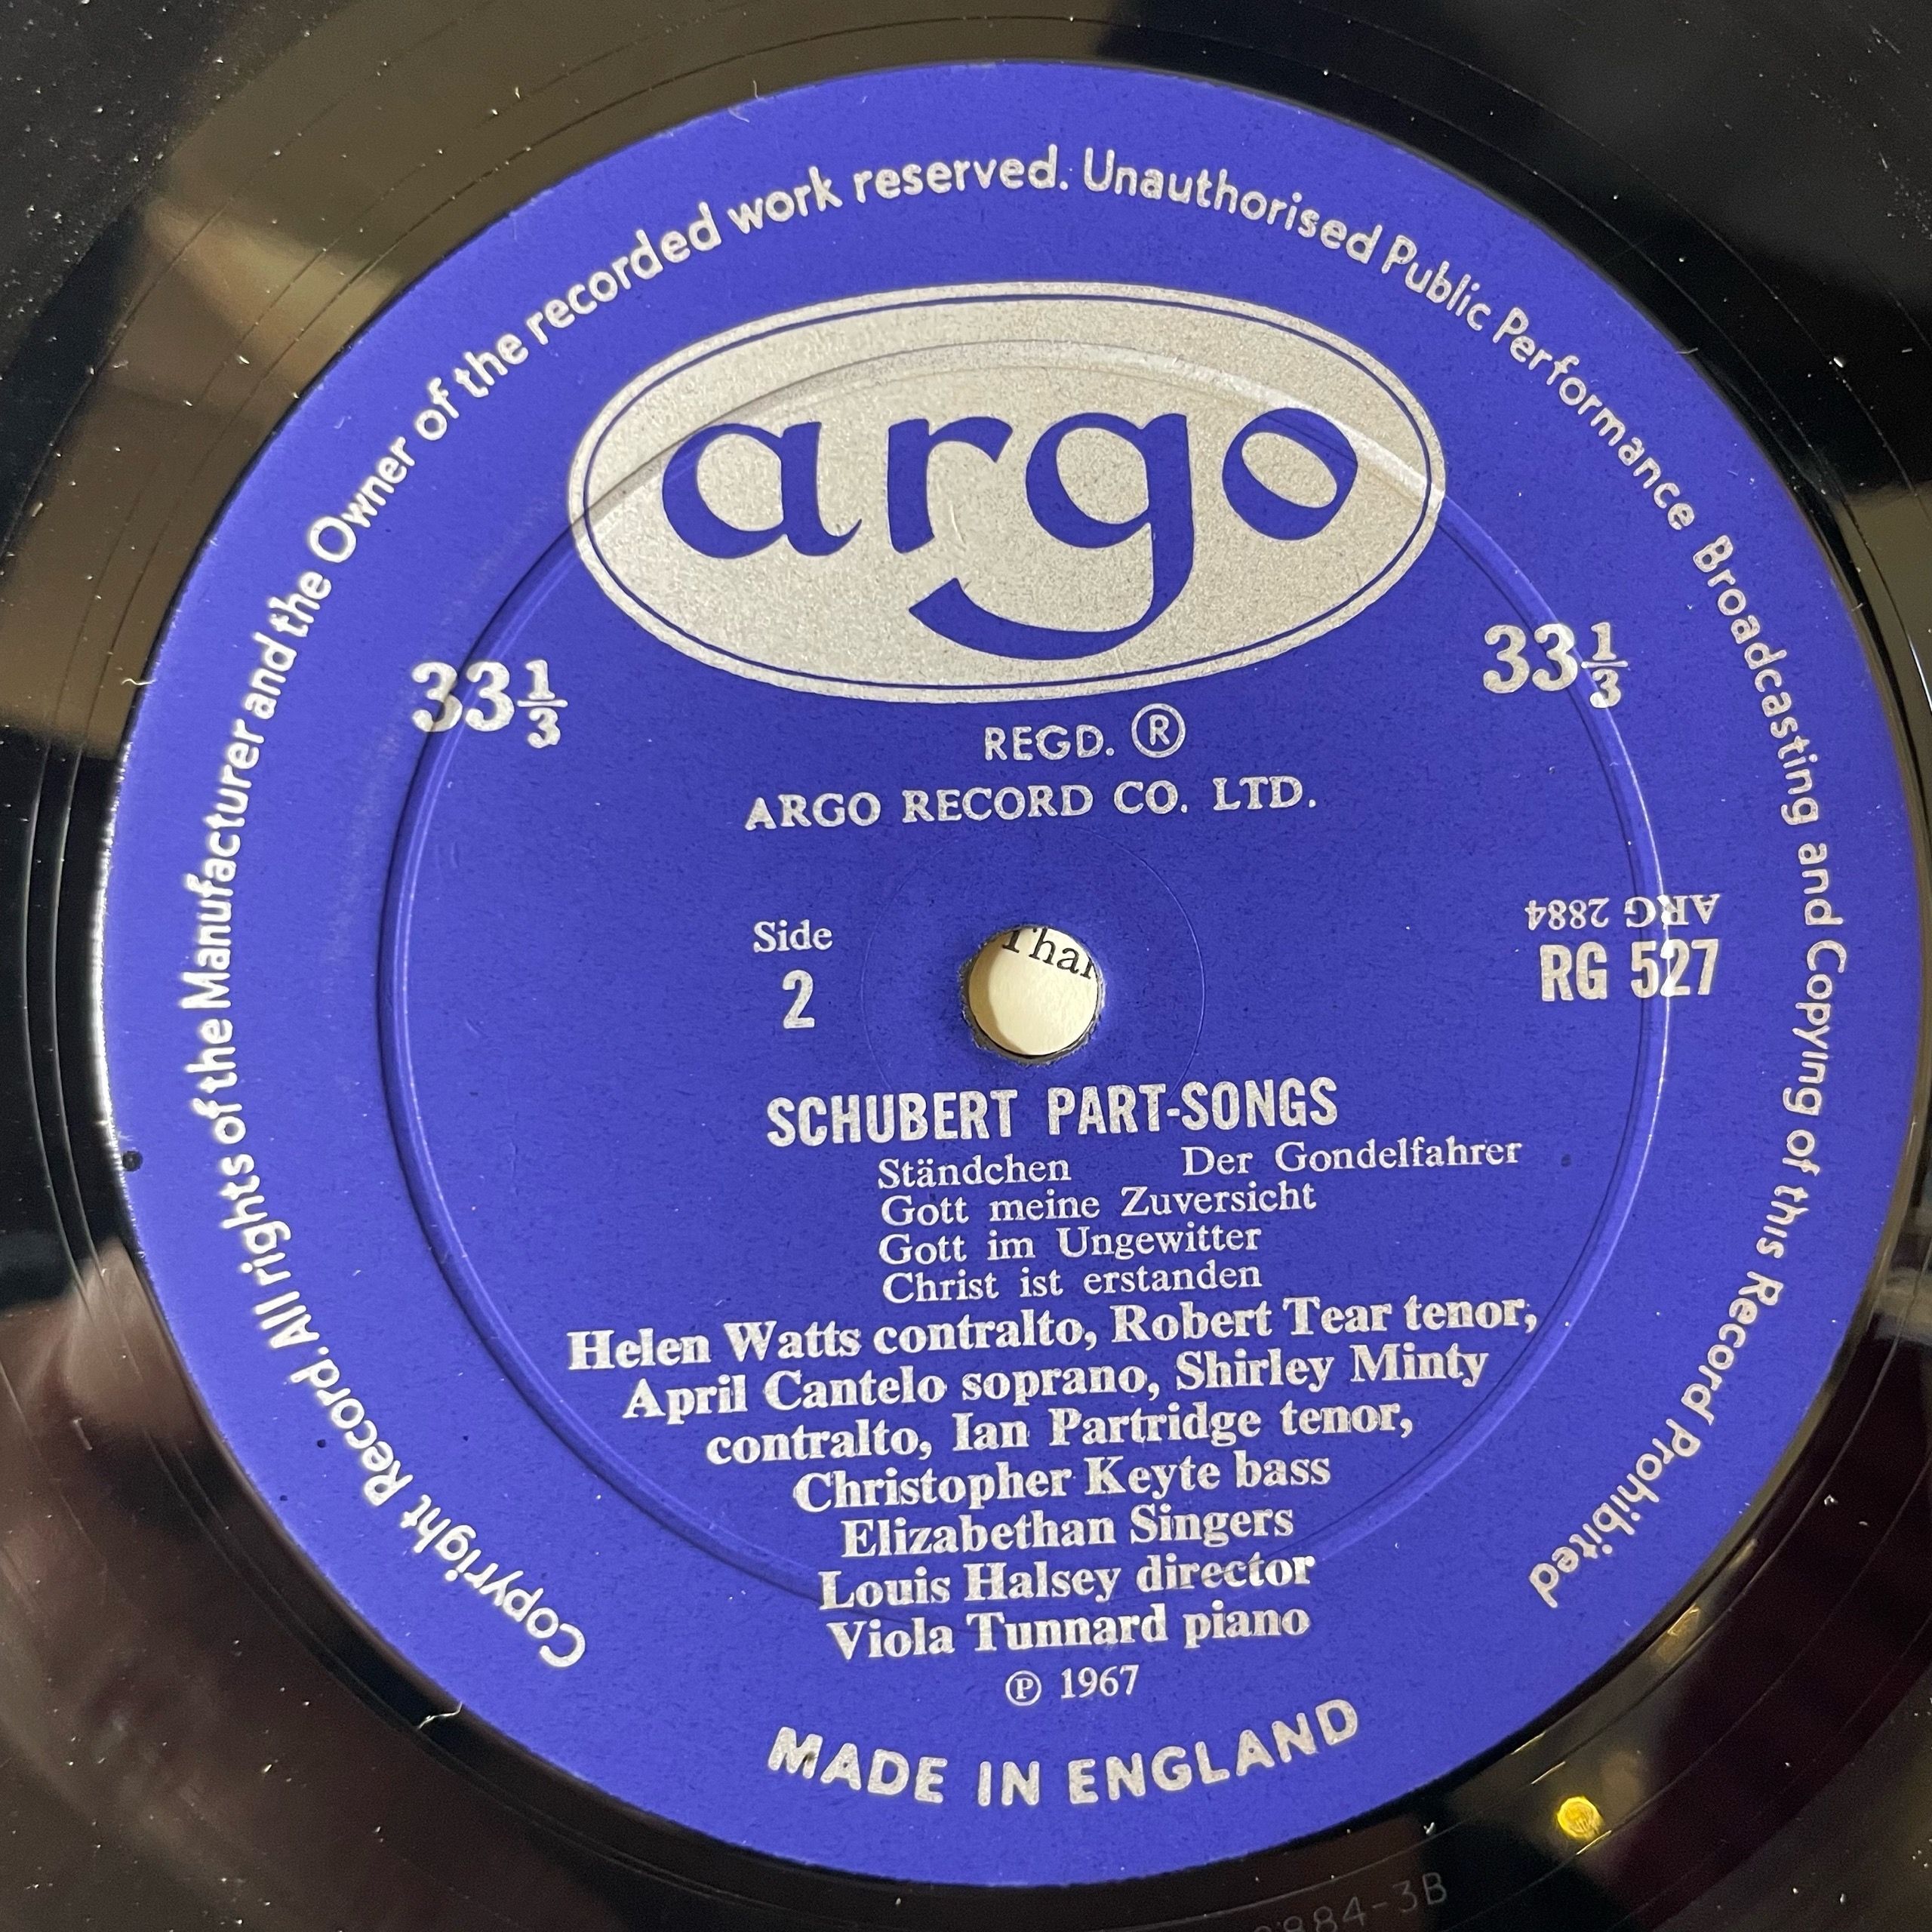 Copyright Record. All rights of the Manufacturer and the Owner of the recorded work reserved. Unauthorised Public Performance Broadcasting and Copying of this Record Prohibited
argo
33 1/3
33 1/3
REGD. ®
ARGO RECORD CO. LTD.
Side
2
ARG 2884
RG 527
SCHUBERT PART-SONGS
Ständchen Der Gondelfahrer
Gott meine Zuversicht
Gott im Ungewitter
Christ ist erstanden
Helen Watts contralto, Robert Tear tenor,
April Cantelo soprano, Shirley Minty
contralto, Ian Partridge tenor,
Christopher Keyte bass
Elizabethan Singers
Louis Halsey director
Viola Tunnard piano
℗ 1967
MADE IN ENGLAND